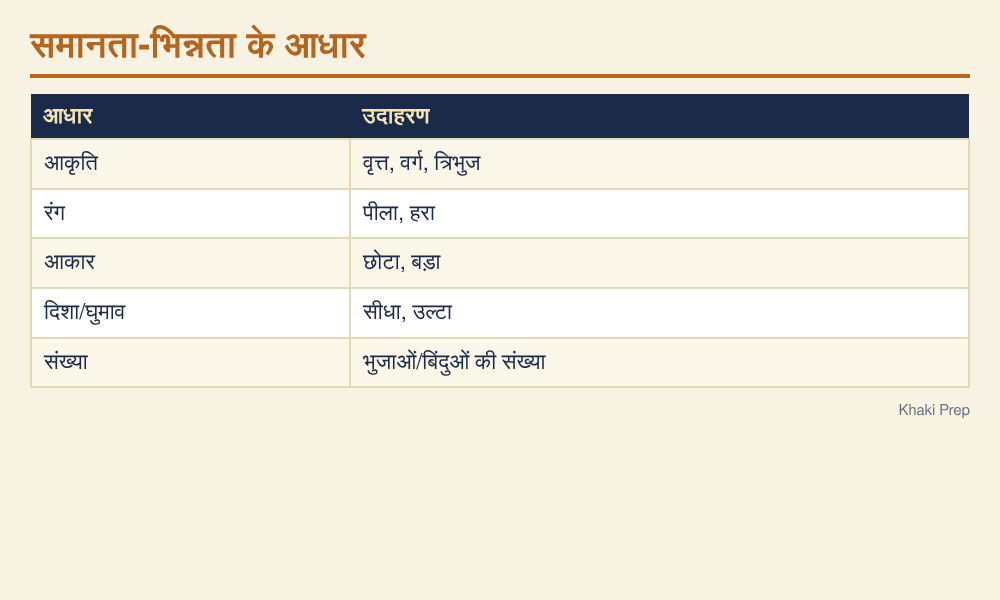 समानता-भिन्नता के आधार
आधार उदाहरण
आकृति वृत्त, वर्ग, त्रिभुज
रंग पीला, हरा
आकार छोटा, बड़ा
दिशा/घुमाव सीधा, उल्टा
संख्या भुजाओं/बिंदुओं की संख्या
Khaki Prep